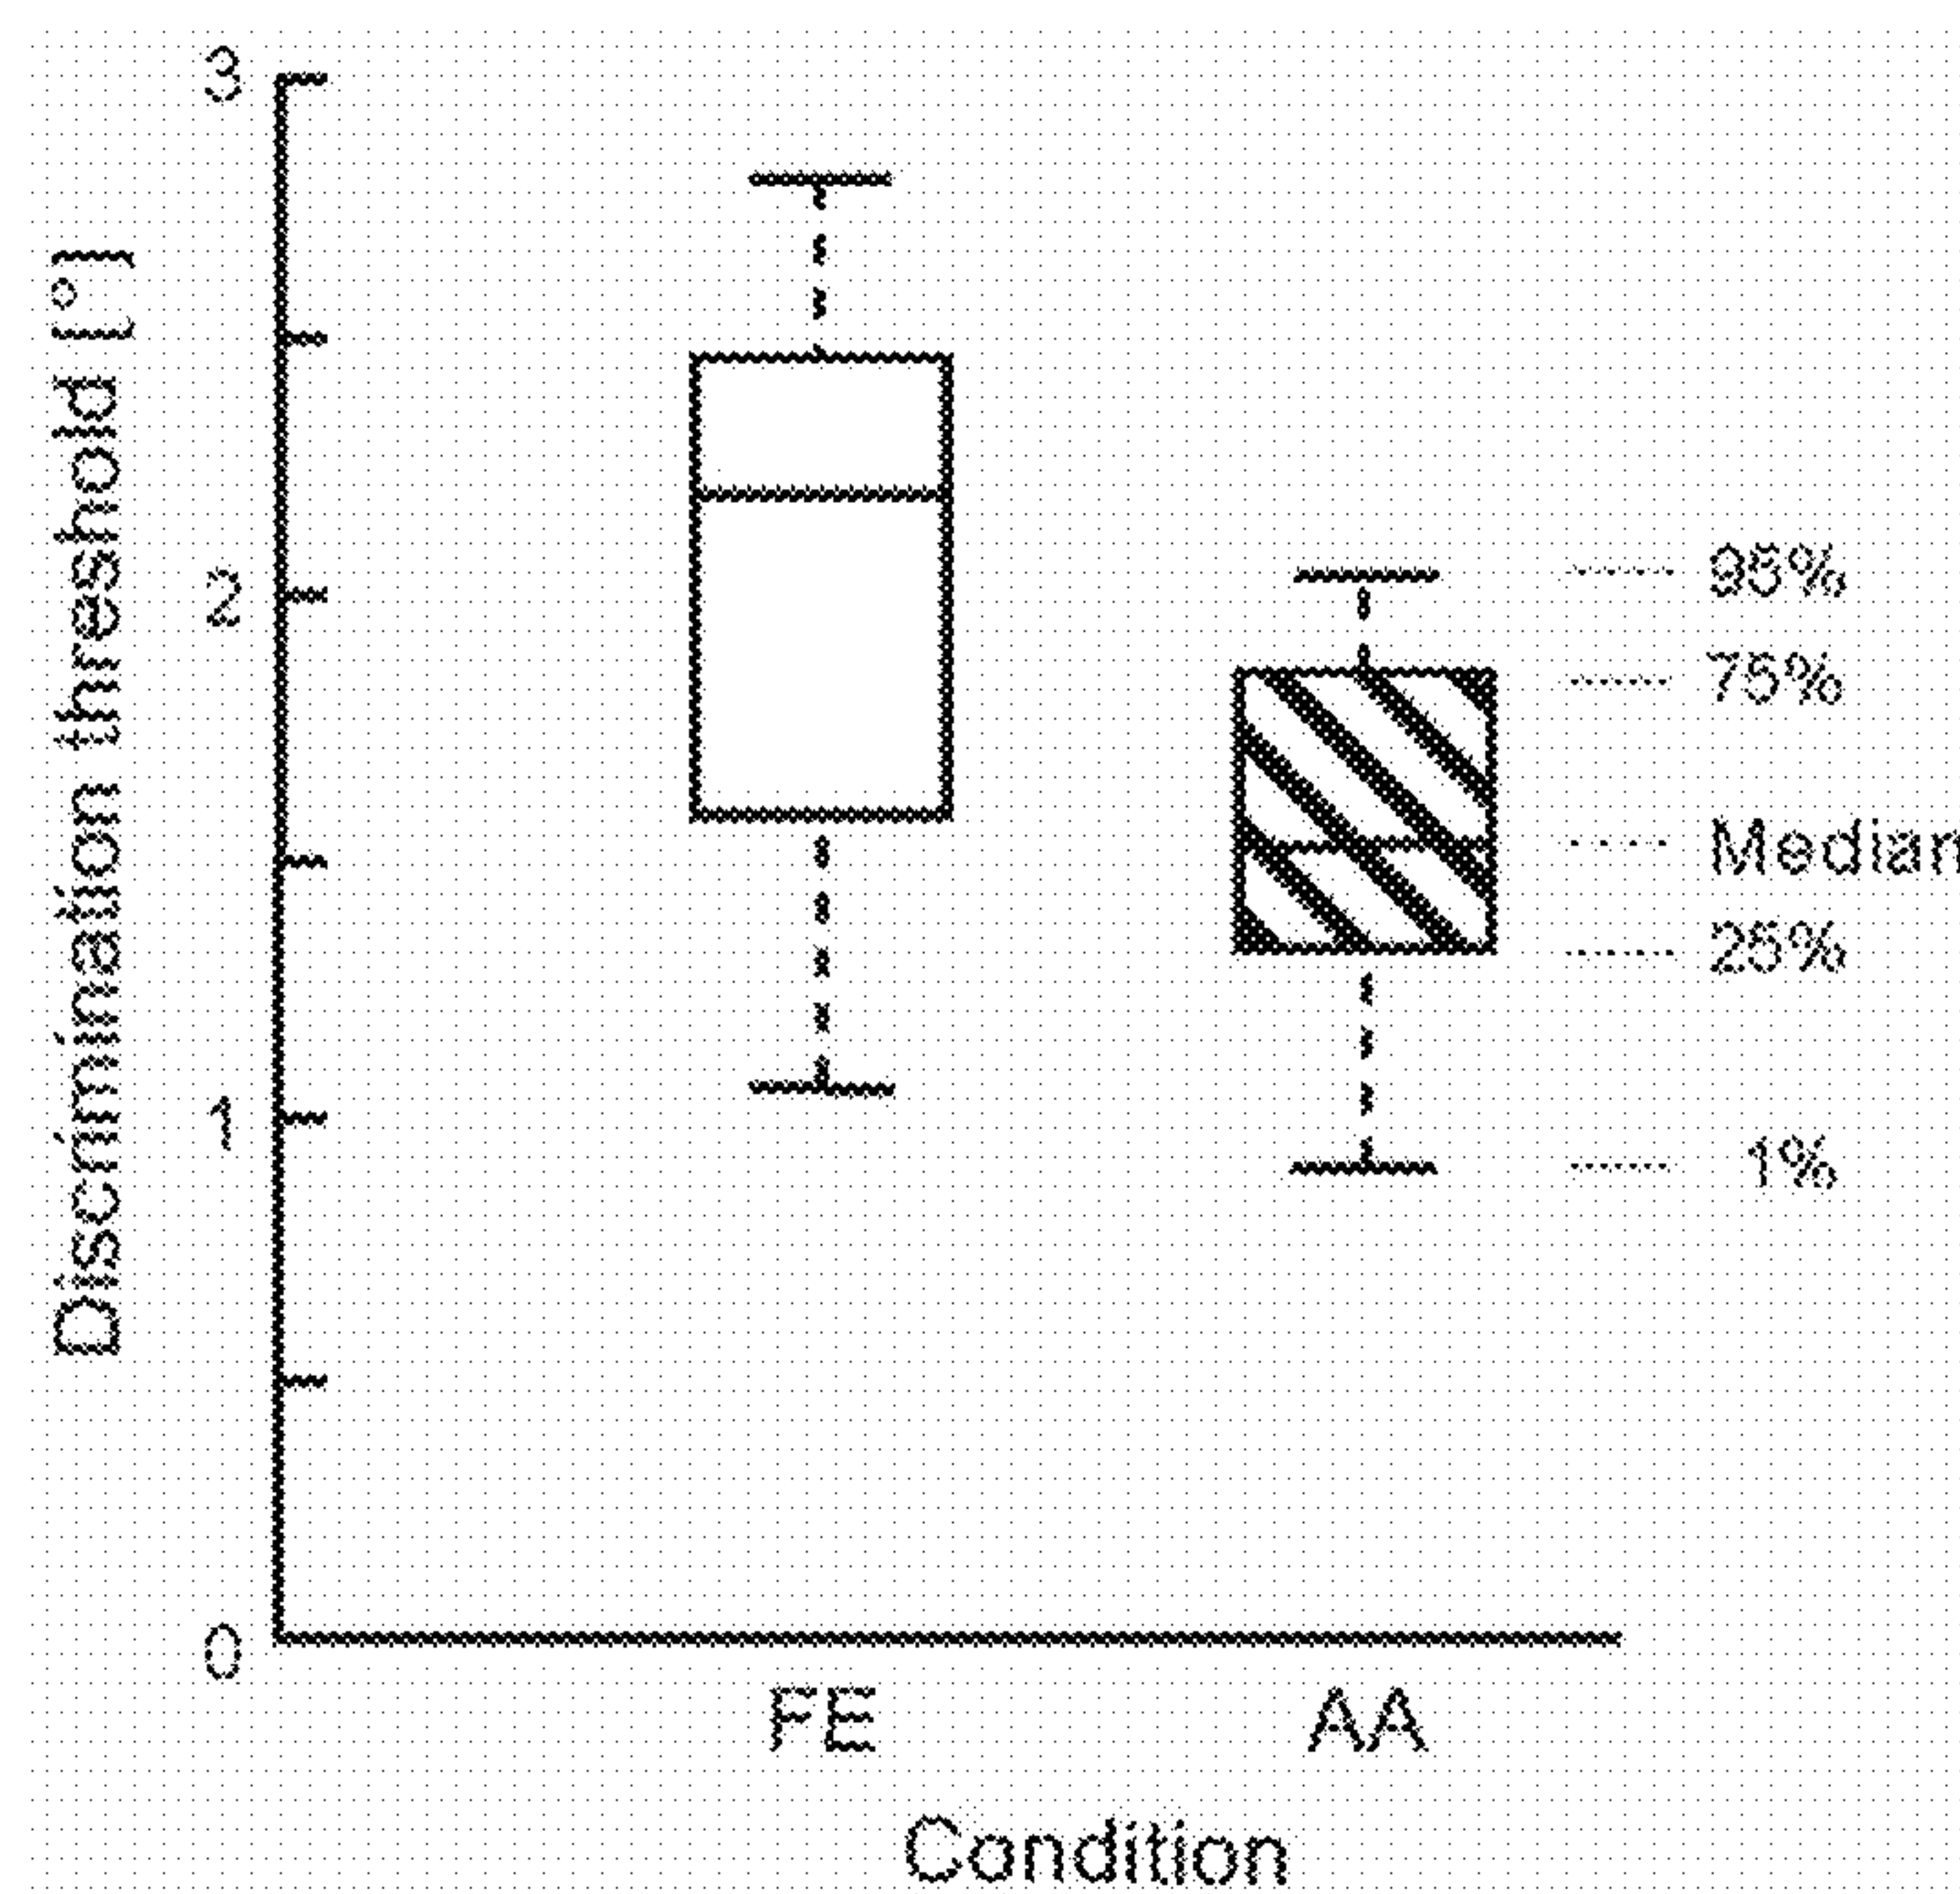 Discrimination threshold [°]
3
2
1
0
95%
75%
Median
25%
1%
FE
AA
Condition